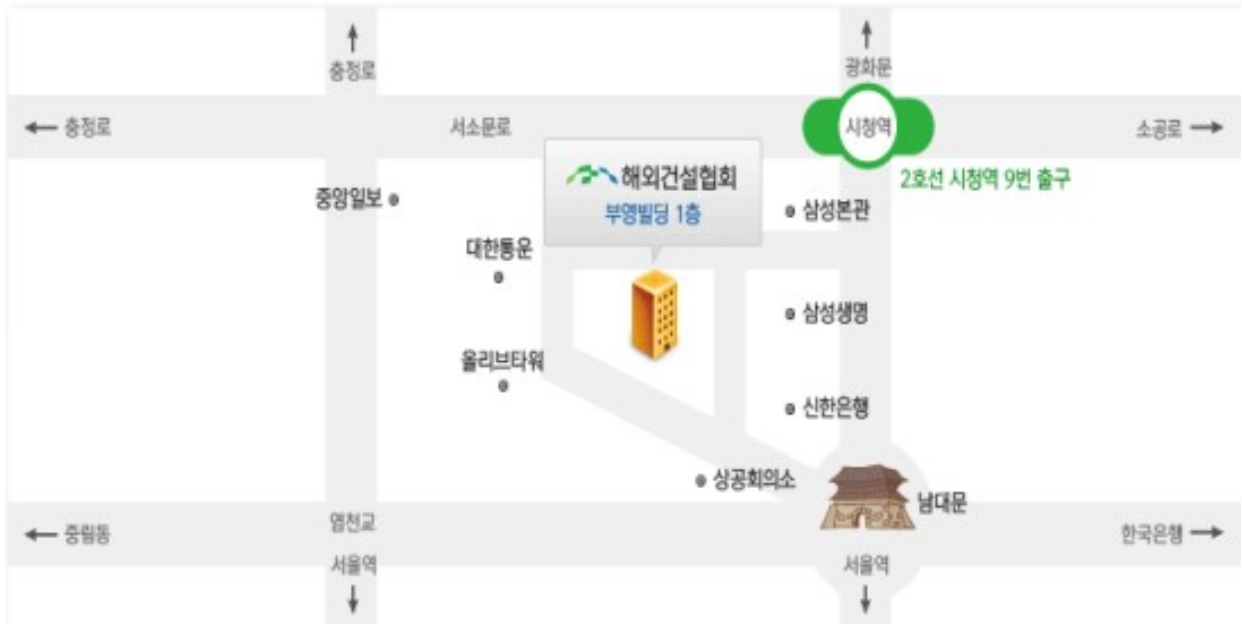 충정로
광화문
충정로
서소문로
시청역
소공로
해외건설협회
부영빌딩 1층
2호선 시청역 9번 출구
중앙일보
삼성본관
대한통운
삼성생명
올리브타워
신한은행
상공회의소
남대문
중림동
염천교
한국은행
서울역
서울역